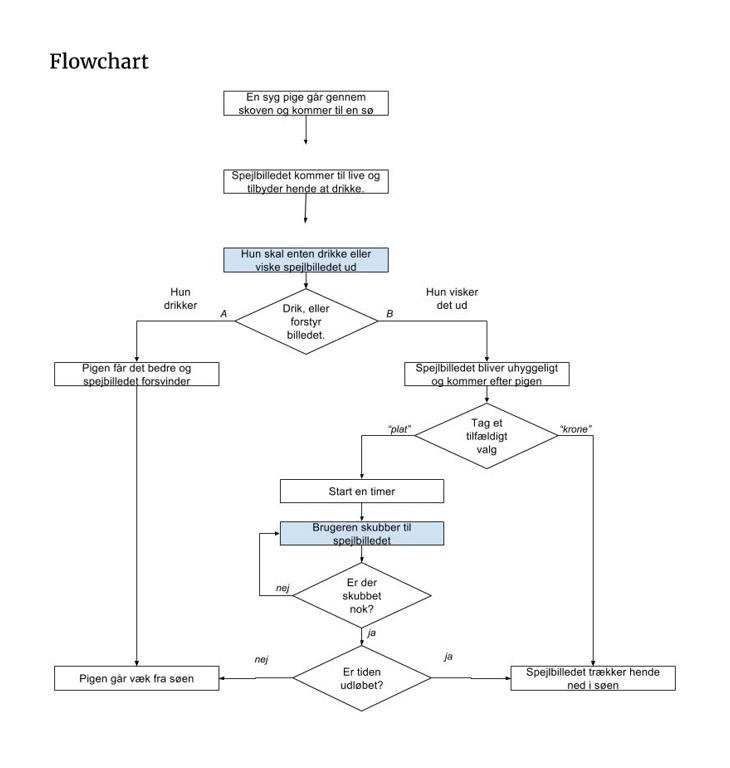 Flowchart
En syg pige går gennem
skoven og kommer til en sø
Spejlbilledet kommer til live og
tilbyder hende at drikke.
Hun skal enten drikke eller
viske spejlbilledet ud
Hun
drikker
A
Drik, eller
forstyr
billedet.
B
Hun visker
det ud
Pigen får det bedre og
spejbilledet forsvinder
Spejlbilledet bliver uhyggeligt
og kommer efter pigen
"plat"
Tag et
tilfældigt
valg
"krone"
Start en timer
Brugeren skubber til
spejlbilledet
nej
Er der
skubbet
nok?
ja
nej
Er tiden
udløbet?
ja
Pigen går væk fra søen
Spejlbilledet trækker hende
ned i søen